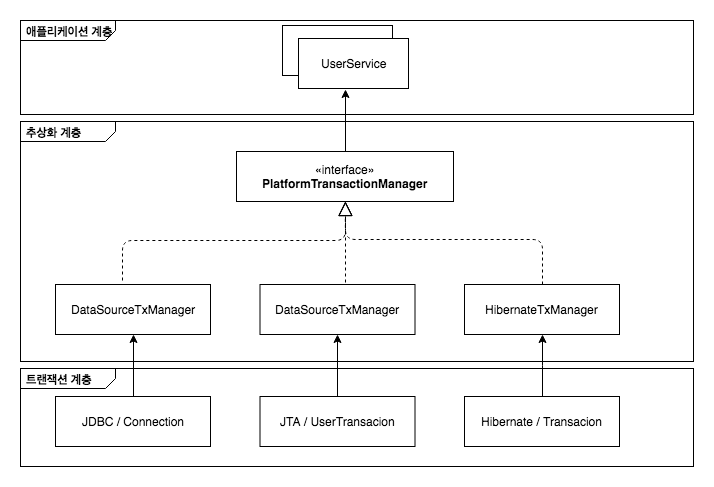 애플리케이션 계층
UserService
추상화 계층
«interface»
PlatformTransactionManager
DataSourceTxManager
DataSourceTxManager
HibernateTxManager
트랜잭션 계층
JDBC / Connection
JTA / UserTransacion
Hibernate / Transacion